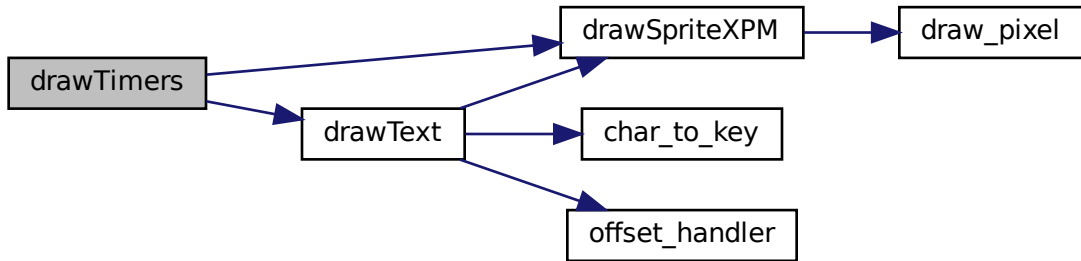 drawTimers
drawSpriteXPM
draw_pixel
drawText
char_to_key
offset_handler